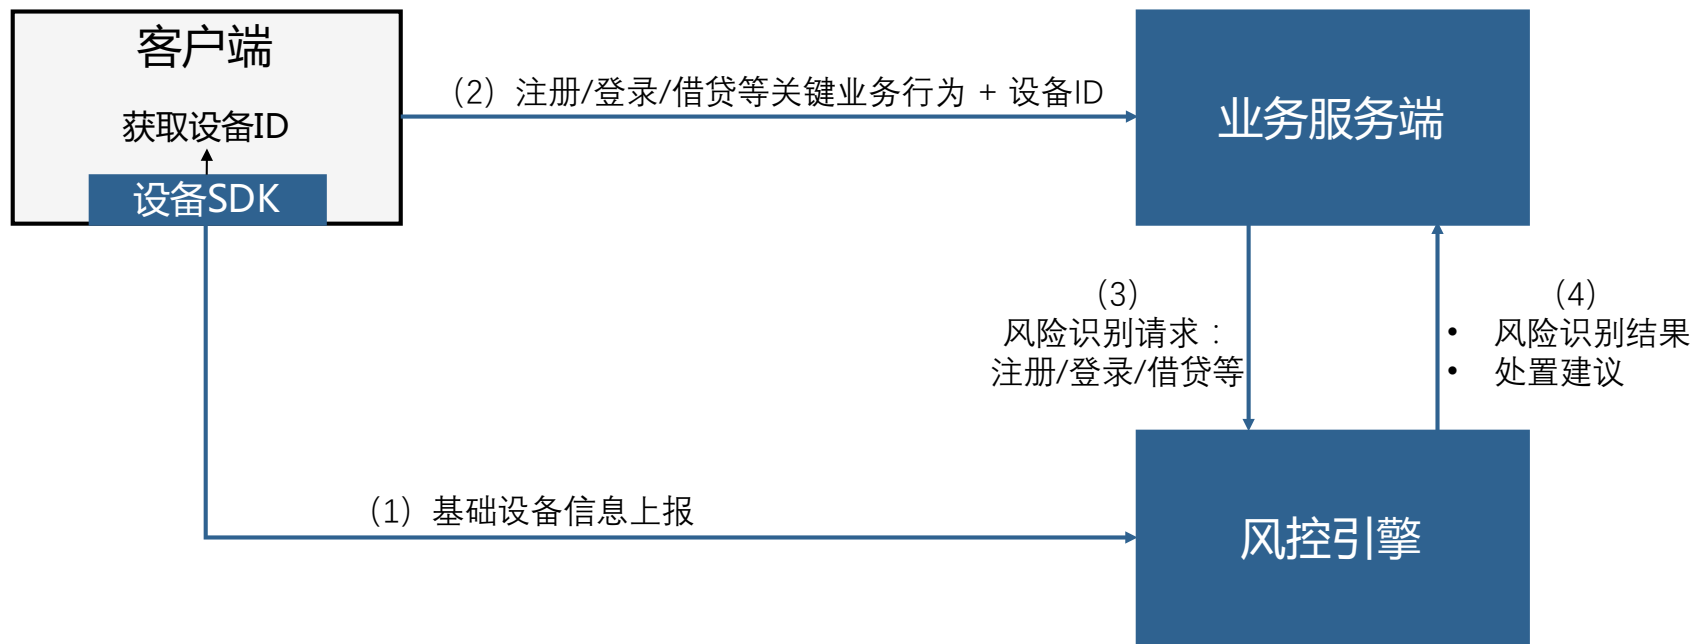 客户端
获取设备ID
设备SDK
(2) 注册/登录/借贷等关键业务行为 + 设备ID
业务服务端
(3)
风险识别请求：
注册/登录/借贷等
(4)
• 风险识别结果
• 处置建议
(1) 基础设备信息上报
风控引擎